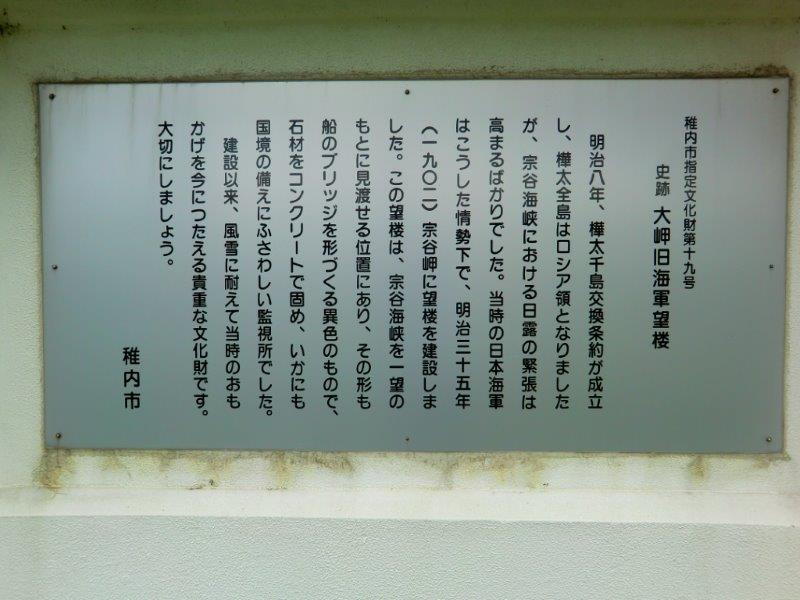 稚内市指定文化財第十九号
史跡 大岬旧海軍望楼
明治八年、樺太千島交換条約が成立
し、樺太全島はロシア領となりました
が、宗谷海峡における日露の緊張は
高まるばかりでした。当時の日本海軍
はこうした情勢下で、明治三十五年
（一九〇二）宗谷岬に望楼を建設しま
した。この望楼は、宗谷海峡を一望の
もとに見渡せる位置にあり、その形も
船のブリッジを形づくる異色のもので、
石材をコンクリートで固め、いかにも
国境の備えにふさわしい監視所でした。
建設以来、風雪に耐えて当時のおも
かげを今につたえる貴重な文化財です。
大切にしましょう。
稚内市